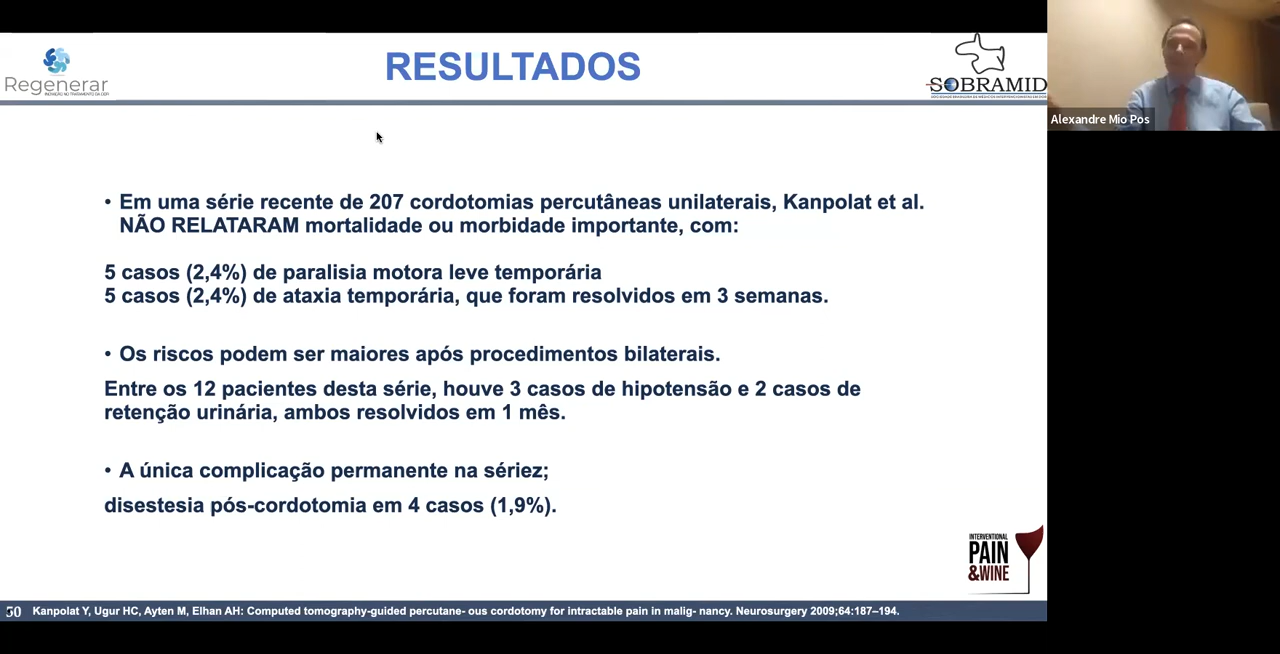 Regenerar
RESULTADOS
SOBRAMID
Alexandre Mio Pos
• Em uma série recente de 207 cordotomias percutâneas unilaterais, Kanpolat et al.
NÃO RELATARAM mortalidade ou morbidade importante, com:
5 casos (2,4%) de paralisia motora leve temporária
5 casos (2,4%) de ataxia temporária, que foram resolvidos em 3 semanas.
• Os riscos podem ser maiores após procedimentos bilaterais.
Entre os 12 pacientes desta série, houve 3 casos de hipotensão e 2 casos de
retenção urinária, ambos resolvidos em 1 mês.
• A única complicação permanente na sériez;
disestesia pós-cordotomia em 4 casos (1,9%).
INTERVENTIONAL
PAIN
&WINE
50 Kanpolat Y, Ugur HC, Ayten M, Elhan AH: Computed tomography-guided percutane- ous cordotomy for intractable pain in malig- nancy. Neurosurgery 2009;64:187–194.